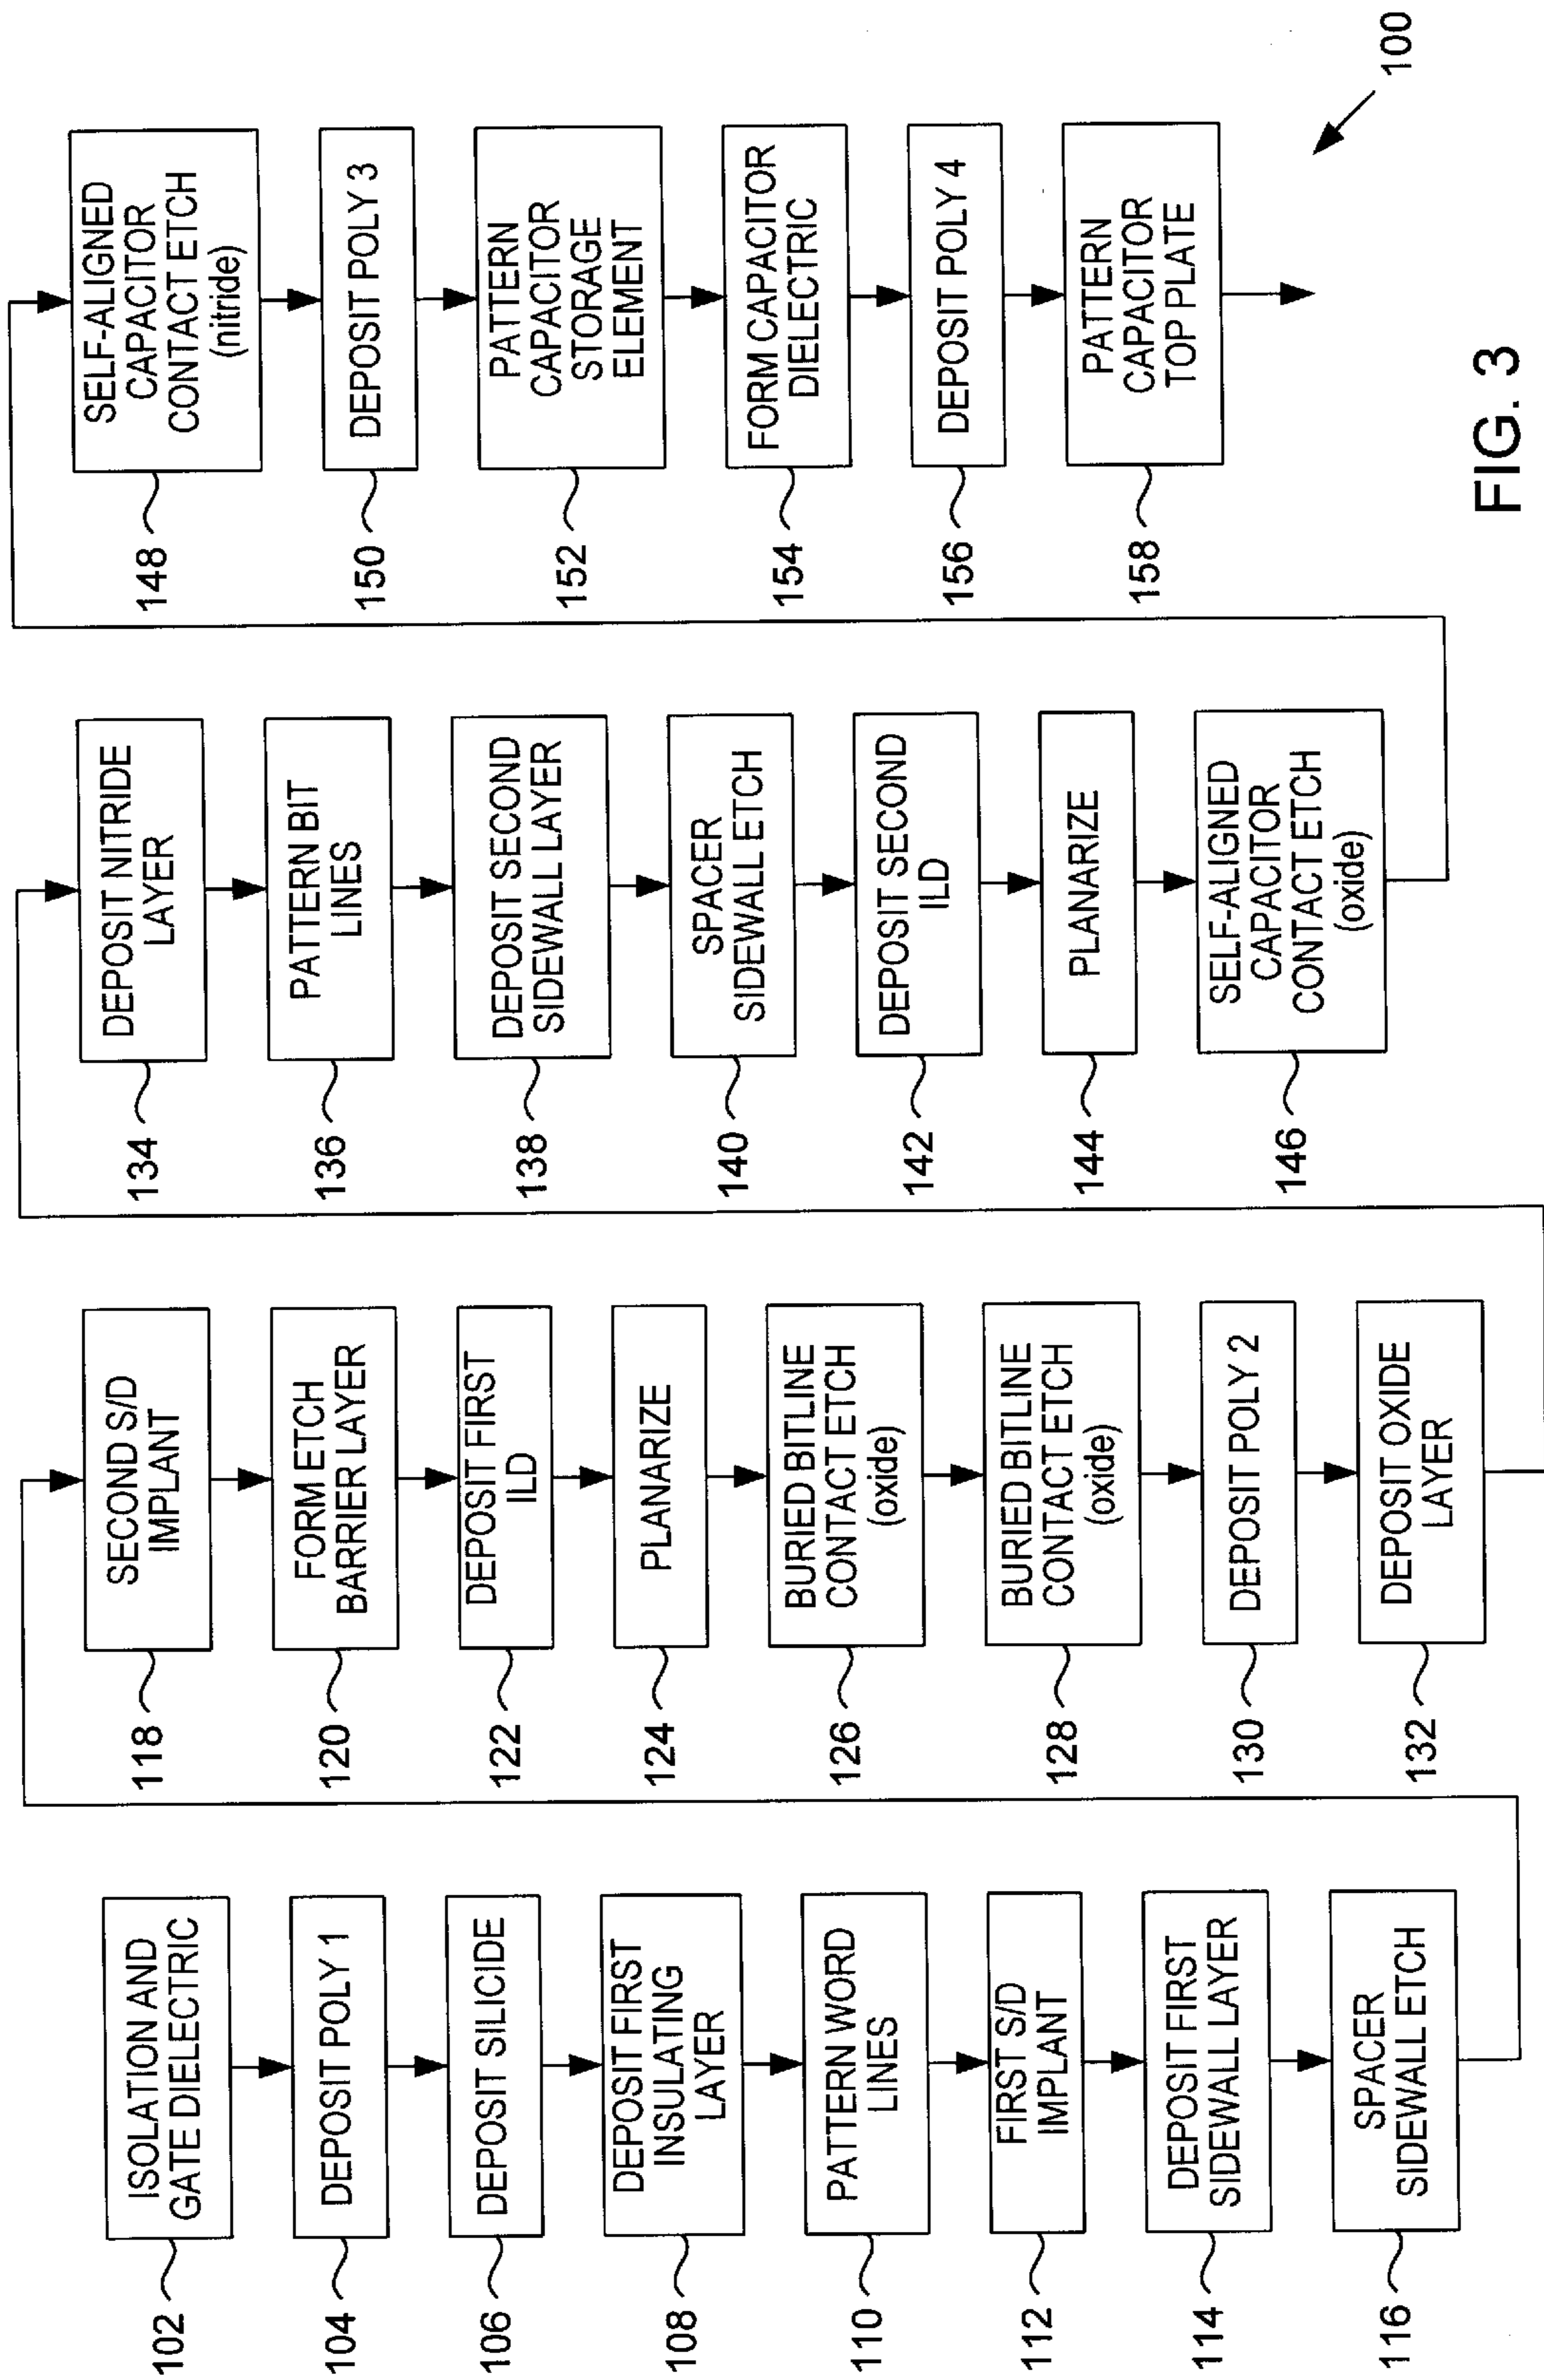 102
ISOLATION AND
GATE DIELECTRIC
104
DEPOSIT POLY 1
106
DEPOSIT SILICIDE
108
DEPOSIT FIRST
INSULATING
LAYER
110
PATTERN WORD
LINES
112
FIRST S/D
IMPLANT
114
DEPOSIT FIRST
SIDEWALL LAYER
116
SPACER
SIDEWALL ETCH
118
SECOND S/D
IMPLANT
120
FORM ETCH
BARRIER LAYER
122
DEPOSIT FIRST
ILD
124
PLANARIZE
126
BURIED BITLINE
CONTACT ETCH
(oxide)
128
BURIED BITLINE
CONTACT ETCH
(oxide)
130
DEPOSIT POLY 2
132
DEPOSIT OXIDE
LAYER
134
DEPOSIT NITRIDE
LAYER
136
PATTERN BIT
LINES
138
DEPOSIT SECOND
SIDEWALL LAYER
140
SPACER
SIDEWALL ETCH
142
DEPOSIT SECOND
ILD
144
PLANARIZE
146
SELF-ALIGNED
CAPACITOR
CONTACT ETCH
(oxide)
148
SELF-ALIGNED
CAPACITOR
CONTACT ETCH
(nitride)
150
DEPOSIT POLY 3
152
PATTERN
CAPACITOR
STORAGE
ELEMENT
154
FORM CAPACITOR
DIELECTRIC
156
DEPOSIT POLY 4
158
PATTERN
CAPACITOR
TOP PLATE
100
FIG. 3